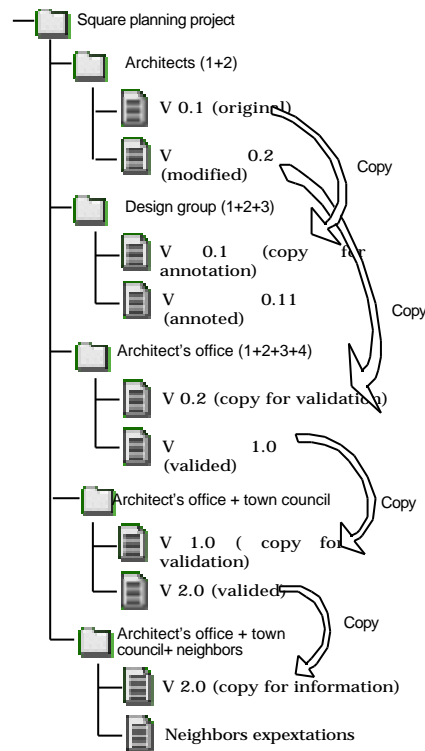 Square planning project
Architects (1+2)
V 0.1 (original)
V 0.2
(modified)
Copy
Design group (1+2+3)
V 0.1 (copy for
annotation)
V 0.11
(annoted)
Copy
Architect's office (1+2+3+4)
V 0.2 (copy for validation)
V 1.0
(valided)
Copy
Architect's office + town council
V 1.0 ( copy for
validation)
V 2.0 (valided)
Copy
Architect's office + town
council+ neighbors
V 2.0 (copy for information)
Neighbors expextations